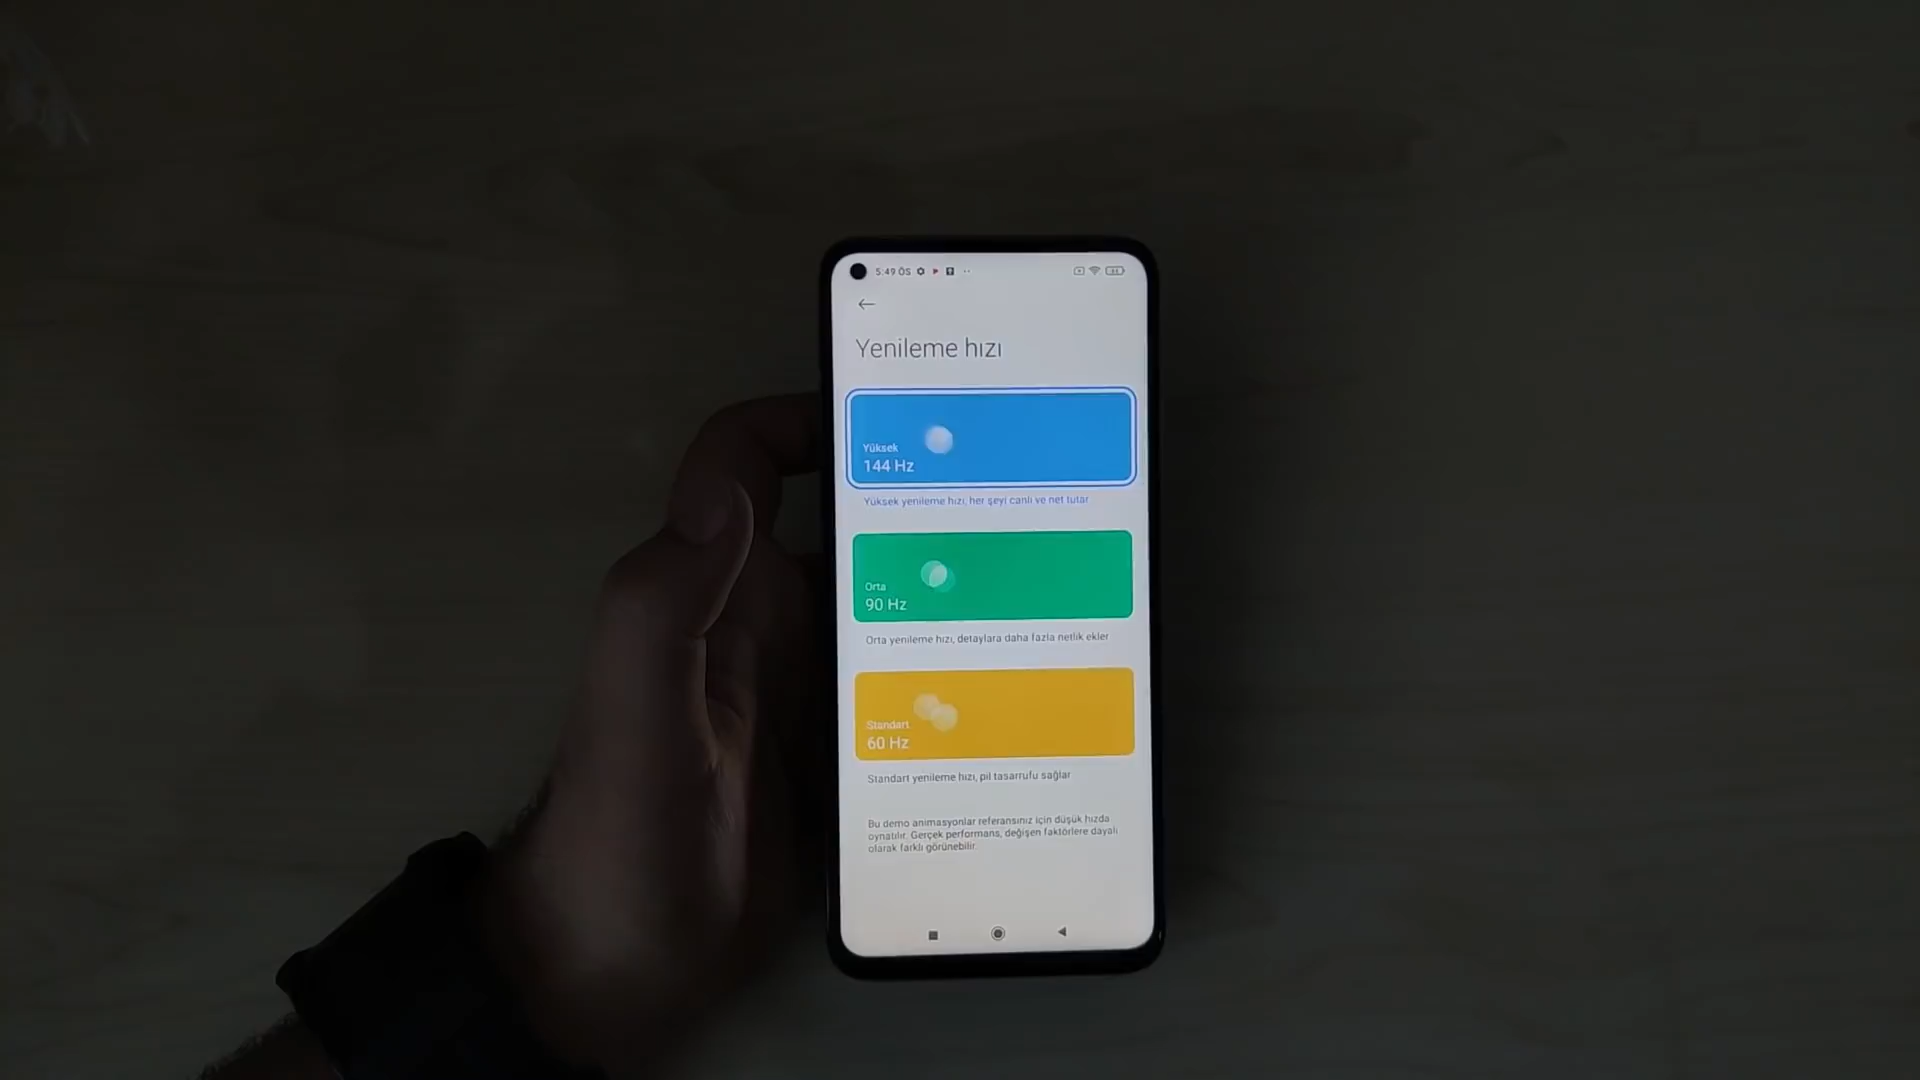 5:49 ÖS
Yenileme hızı
Yüksek
144 Hz
Yüksek yenileme hızı, her şeyi canlı ve net tutar
Orta
90 Hz
Orta yenileme hızı, detaylara daha fazla netlik ekler
Standart
60 Hz
Standart yenileme hızı, pil tasarrufu sağlar
Bu demo animasyonlar referansınız için düşük hızda
oynatılır. Gerçek performans, değişen faktörlere dayalı
olarak farklı görünebilir.